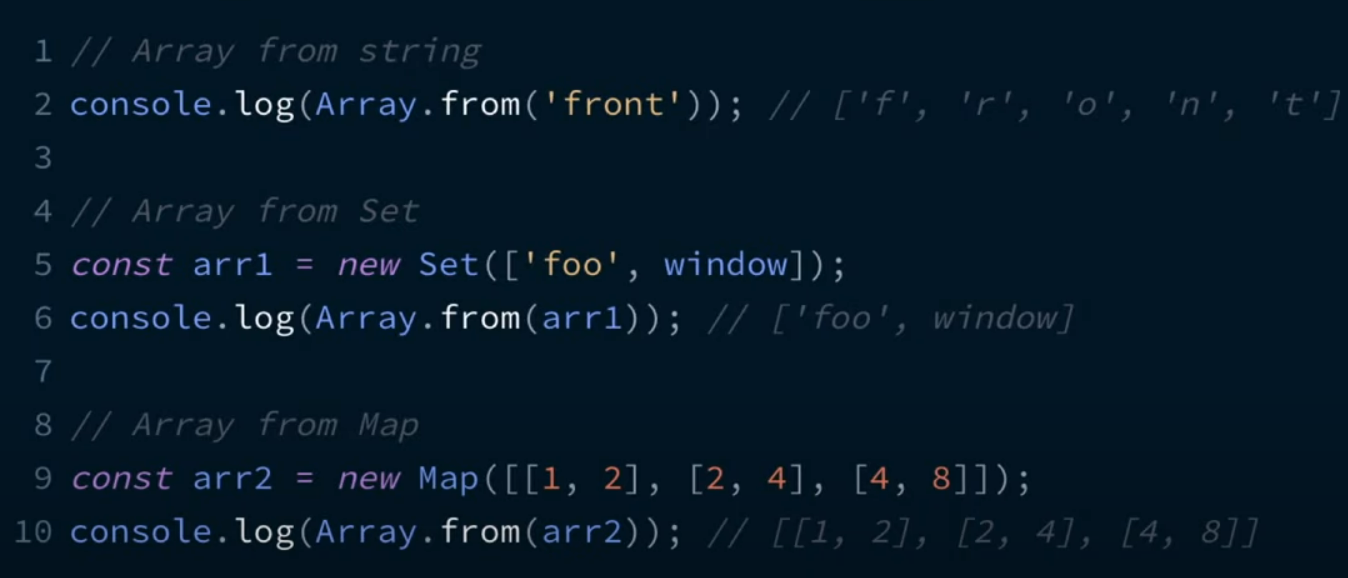 1 // Array from string
2 console.log(Array.from('front')); // ['f', 'r', 'o', 'n', 't']
3
4 // Array from Set
5 const arr1 = new Set(['foo', window]);
6 console.log(Array.from(arr1)); // ['foo', window]
7
8 // Array from Map
9 const arr2 = new Map([[1, 2], [2, 4], [4, 8]]);
10 console.log(Array.from(arr2)); // [[1, 2], [2, 4], [4, 8]]